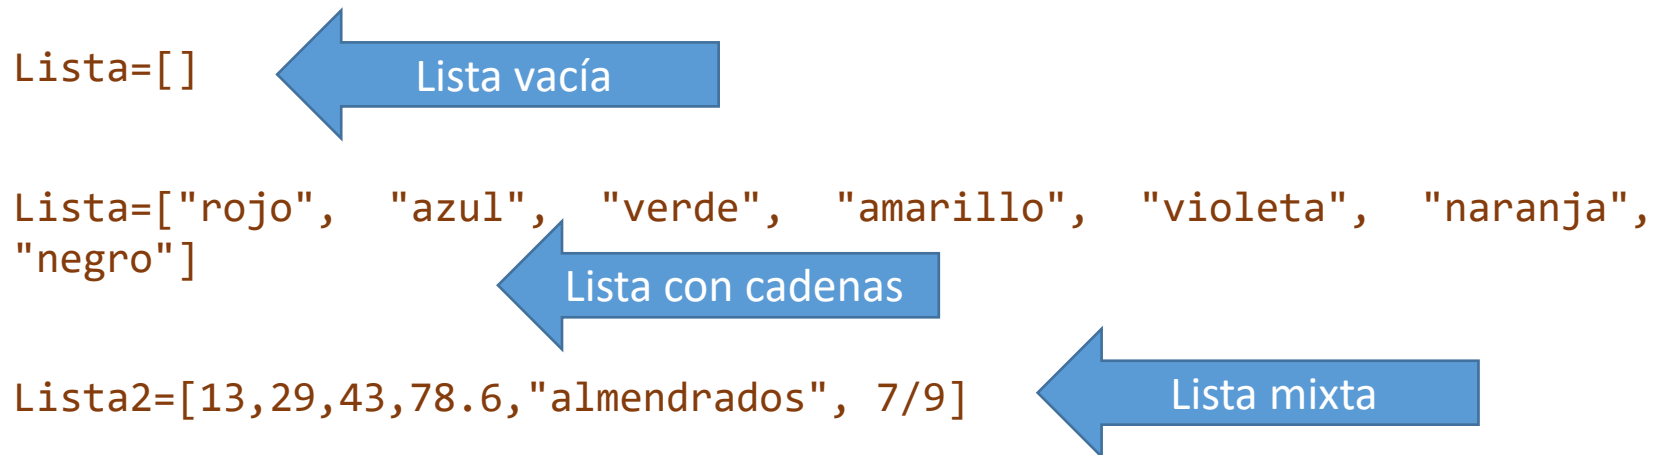 Lista=[]
Lista vacía
Lista=["rojo", "azul", "verde", "amarillo", "violeta", "naranja",
"negro"]
Lista con cadenas
Lista2=[13,29,43,78.6,"almendrados", 7/9]
Lista mixta